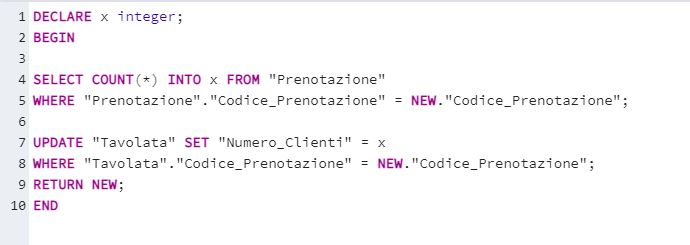 1 DECLARE x integer;
2 BEGIN
3
4 SELECT COUNT(*) INTO x FROM "Prenotazione"
5 WHERE "Prenotazione"."Codice_Prenotazione" = NEW."Codice_Prenotazione";
6
7 UPDATE "Tavolata" SET "Numero_Clienti" = x
8 WHERE "Tavolata"."Codice_Prenotazione" = NEW."Codice_Prenotazione";
9 RETURN NEW;
10 END